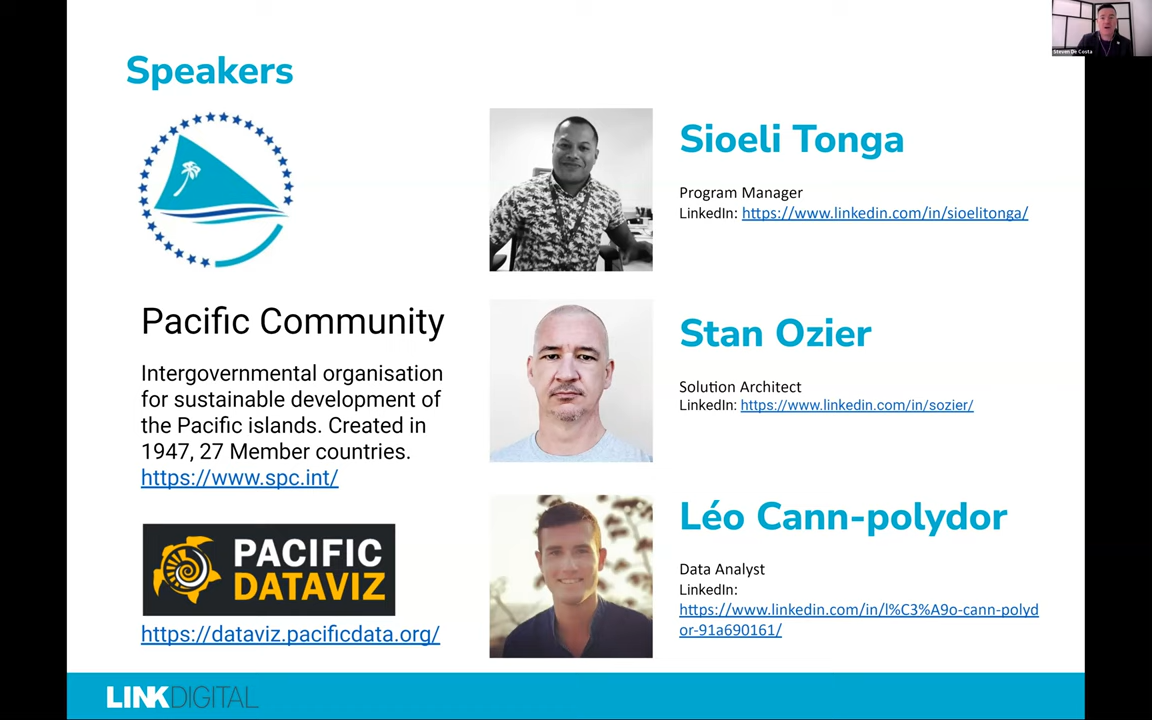 Speakers
Pacific Community
Intergovernmental organisation
for sustainable development of
the Pacific islands. Created in
1947, 27 Member countries.
https://www.spc.int/
PACIFIC
DATAVIZ
https://dataviz.pacificdata.org/
Sioeli Tonga
Program Manager
LinkedIn: https://www.linkedin.com/in/sioelitonga/
Stan Ozier
Solution Architect
LinkedIn: https://www.linkedin.com/in/sozier/
Léo Cann-polydor
Data Analyst
LinkedIn:
https://www.linkedin.com/in/l%C3%A9o-cann-polyd
or-91a690161/
LINKDIGITAL
Steven De Costa